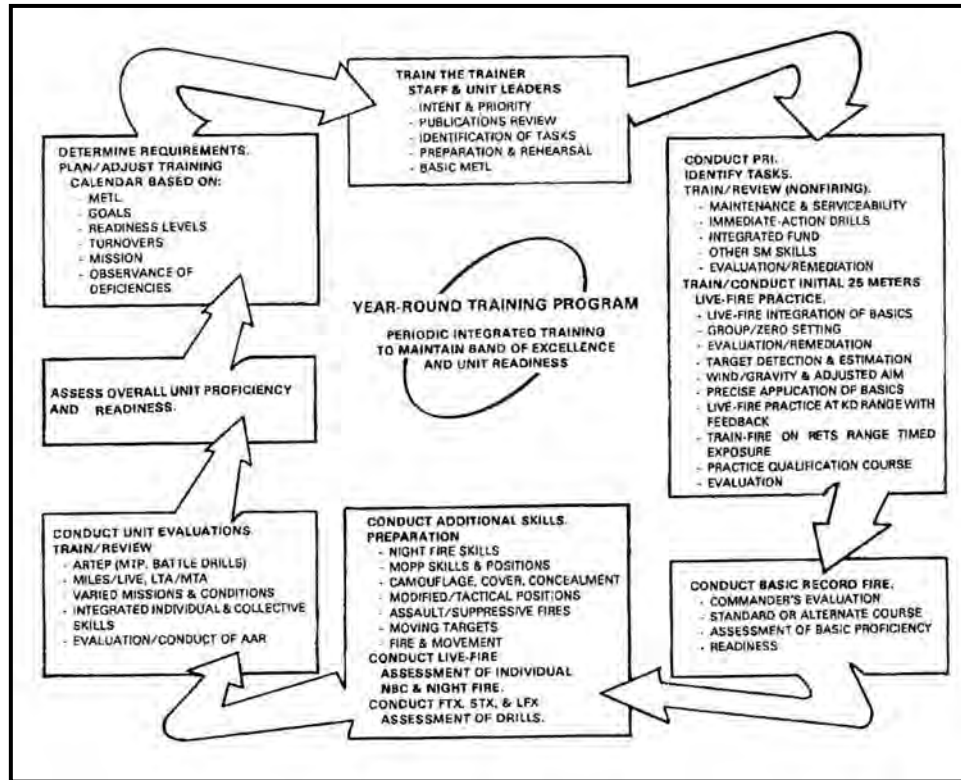 TRAIN THE TRAINER
STAFF & UNIT LEADERS
- INTENT & PRIORITY
- PUBLICATIONS REVIEW
- IDENTIFICATION OF TASKS
- PREPARATION & REHEARSAL
- BASIC METL
DETERMINE REQUIREMENTS.
PLAN/ADJUST TRAINING
CALENDAR BASED ON:
- METL
- GOALS
- READINESS LEVELS
- TURNOVERS
- MISSION
- OBSERVANCE OF
DEFICIENCIES
CONDUCT PRI.
IDENTIFY TASKS.
TRAIN/REVIEW (NONFIRING).
- MAINTENANCE & SERVICEABILITY
- IMMEDIATE-ACTION DRILLS
- INTEGRATED FUND
- OTHER SM SKILLS
- EVALUATION/REMEDIATION
TRAIN/CONDUCT INITIAL 25 METERS
LIVE-FIRE PRACTICE.
- LIVE-FIRE INTEGRATION OF BASICS
- GROUP/ZERO SETTING
- EVALUATION/REMEDIATION
- TARGET DETECTION & ESTIMATION
- WIND/GRAVITY & ADJUSTED AIM
- PRECISE APPLICATION OF BASICS
- LIVE-FIRE PRACTICE AT KD RANGE WITH
FEEDBACK
- TRAIN-FIRE ON RETS RANGE TIMED
EXPOSURE
- PRACTICE QUALIFICATION COURSE
- EVALUATION
YEAR-ROUND TRAINING PROGRAM
PERIODIC INTEGRATED TRAINING
TO MAINTAIN BAND OF EXCELLENCE
AND UNIT READINESS
ASSESS OVERALL UNIT PROFICIENCY
AND READINESS.
CONDUCT UNIT EVALUATIONS.
TRAIN/REVIEW
- ARTEP (MTP, BATTLE DRILLS)
- MILES/LIVE, LTA/MTA
- VARIED MISSIONS & CONDITIONS
- INTEGRATED INDIVIDUAL & COLLECTIVE
SKILLS
- EVALUATION/CONDUCT OF AAR
CONDUCT ADDITIONAL SKILLS.
PREPARATION
- NIGHT FIRE SKILLS
- MOPP SKILLS & POSITIONS
- CAMOUFLAGE, COVER, CONCEALMENT
- MODIFIED/TACTICAL POSITIONS
- ASSAULT/SUPPRESSIVE FIRES
- MOVING TARGETS
- FIRE & MOVEMENT
CONDUCT LIVE-FIRE
ASSESSMENT OF INDIVIDUAL
NBC & NIGHT FIRE.
CONDUCT FTX, STX, & LFX
ASSESSMENT OF DRILLS.
CONDUCT BASIC RECORD FIRE.
- COMMANDER'S EVALUATION
- STANDARD OR ALTERNATE COURSE
- ASSESSMENT OF BASIC PROFICIENCY
- READINESS